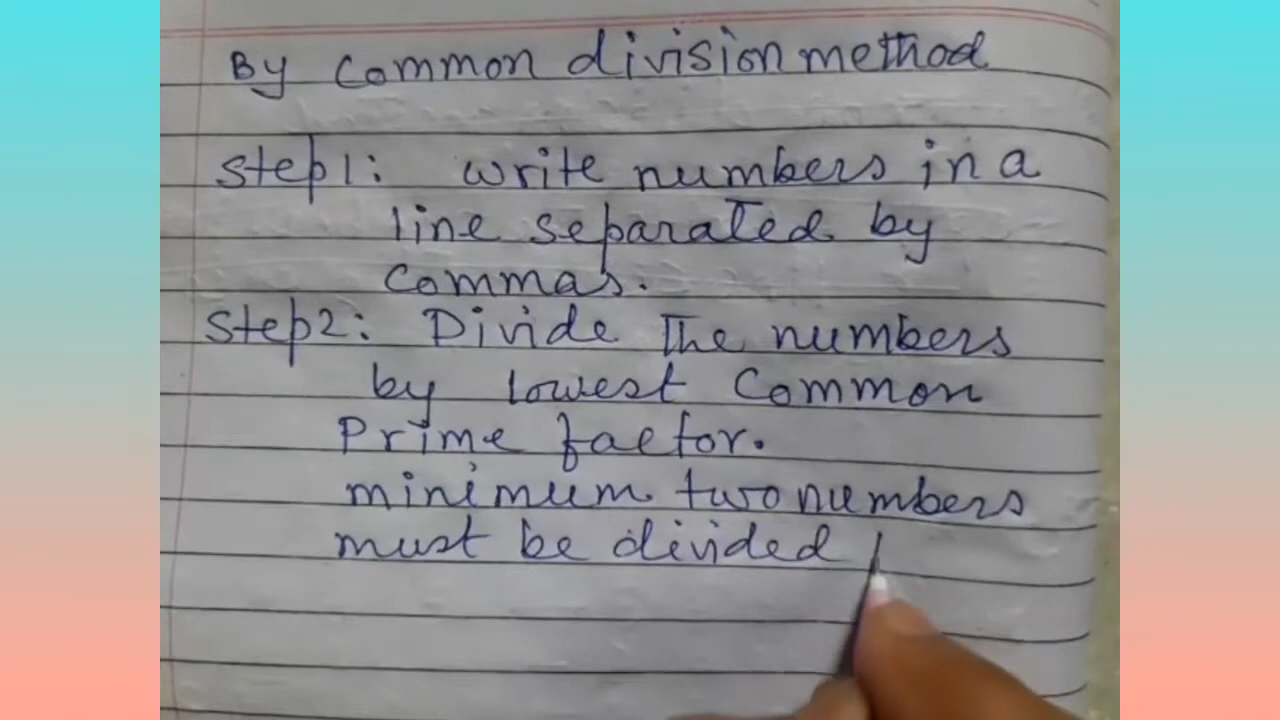 By Common division method
Step1: write numbers in a
line separated by
commas.
Step2: Divide The numbers
by lowest Common
Prime factor.
minimum two numbers
must be divided